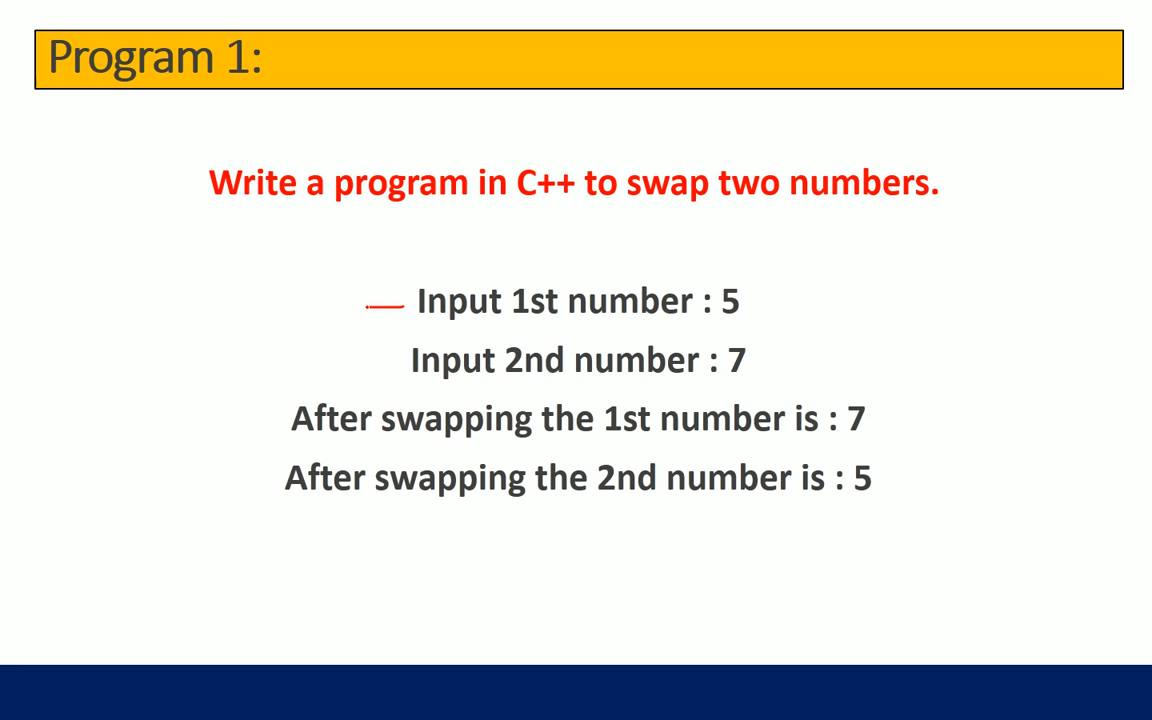 Program 1:
Write a program in C++ to swap two numbers.
Input 1st number : 5
Input 2nd number : 7
After swapping the 1st number is : 7
After swapping the 2nd number is : 5